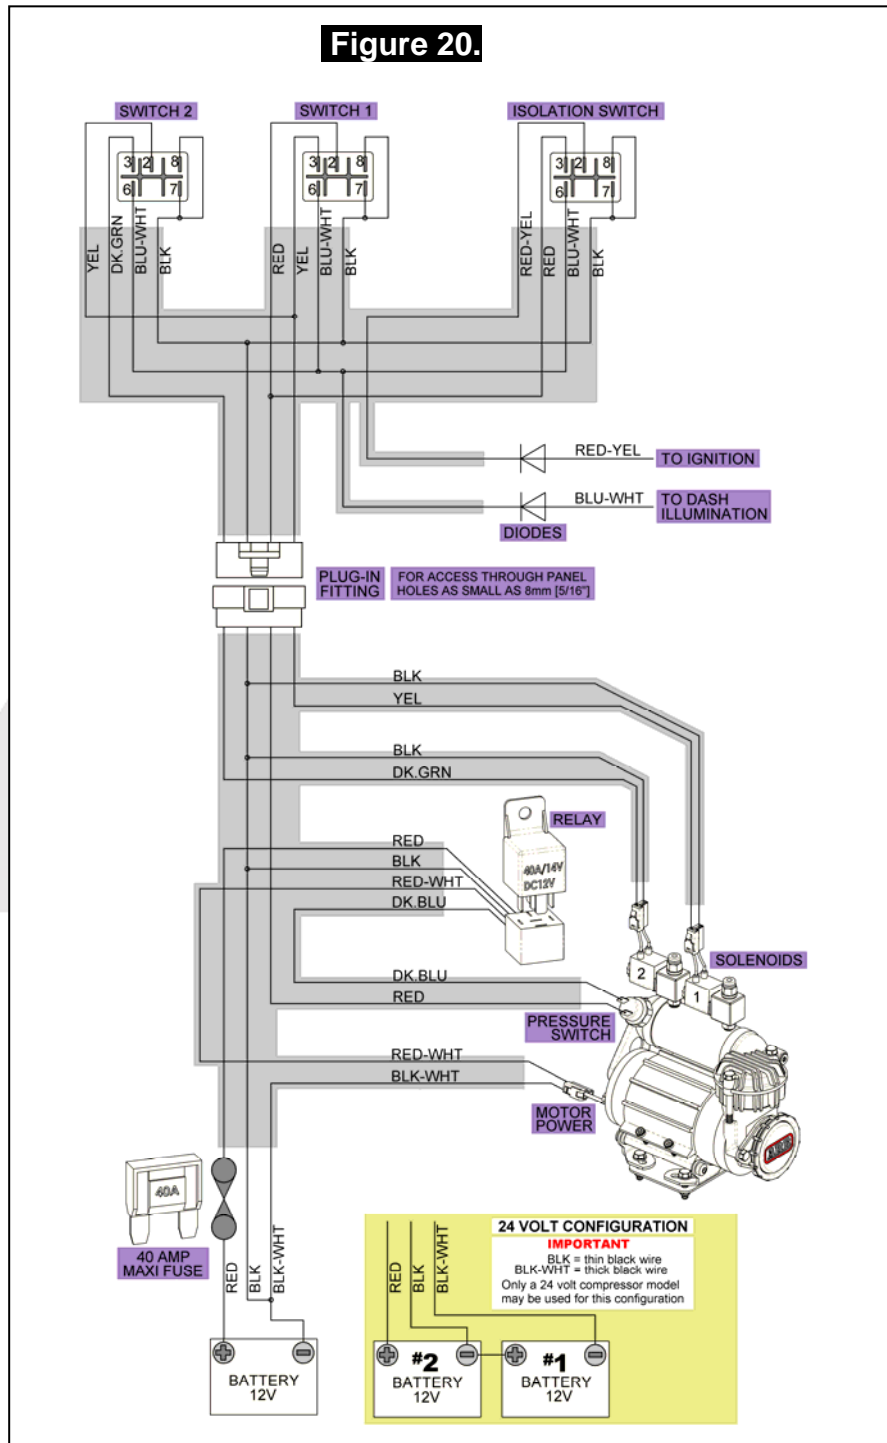 Figure 20.
SWITCH 2
SWITCH 1
ISOLATION SWITCH
3 2 8
6 7
3 2 8
6 7
3 2 8
6 7
YEL
DK.GRN
BLU-WHT
BLK
RED
YEL
BLU-WHT
BLK
RED-YEL
RED
BLU-WHT
BLK
RED-YEL
TO IGNITION
BLU-WHT
TO DASH
ILLUMINATION
DIODES
PLUG-IN
FITTING
FOR ACCESS THROUGH PANEL
HOLES AS SMALL AS 8mm [5/16"]
BLK
YEL
BLK
DK.GRN
RELAY
40A/14V
DC12V
RED
BLK
RED-WHT
DK.BLU
SOLENOIDS
2
1
DK.BLU
RED
PRESSURE
SWITCH
RED-WHT
BLK-WHT
MOTOR
POWER
ARB
40A
40 AMP
MAXI FUSE
RED
BLK
BLK-WHT
BATTERY
12V
24 VOLT CONFIGURATION
IMPORTANT
BLK = thin black wire
BLK-WHT = thick black wire
Only a 24 volt compressor model
may be used for this configuration
RED
BLK
BLK-WHT
#2
BATTERY
12V
#1
BATTERY
12V